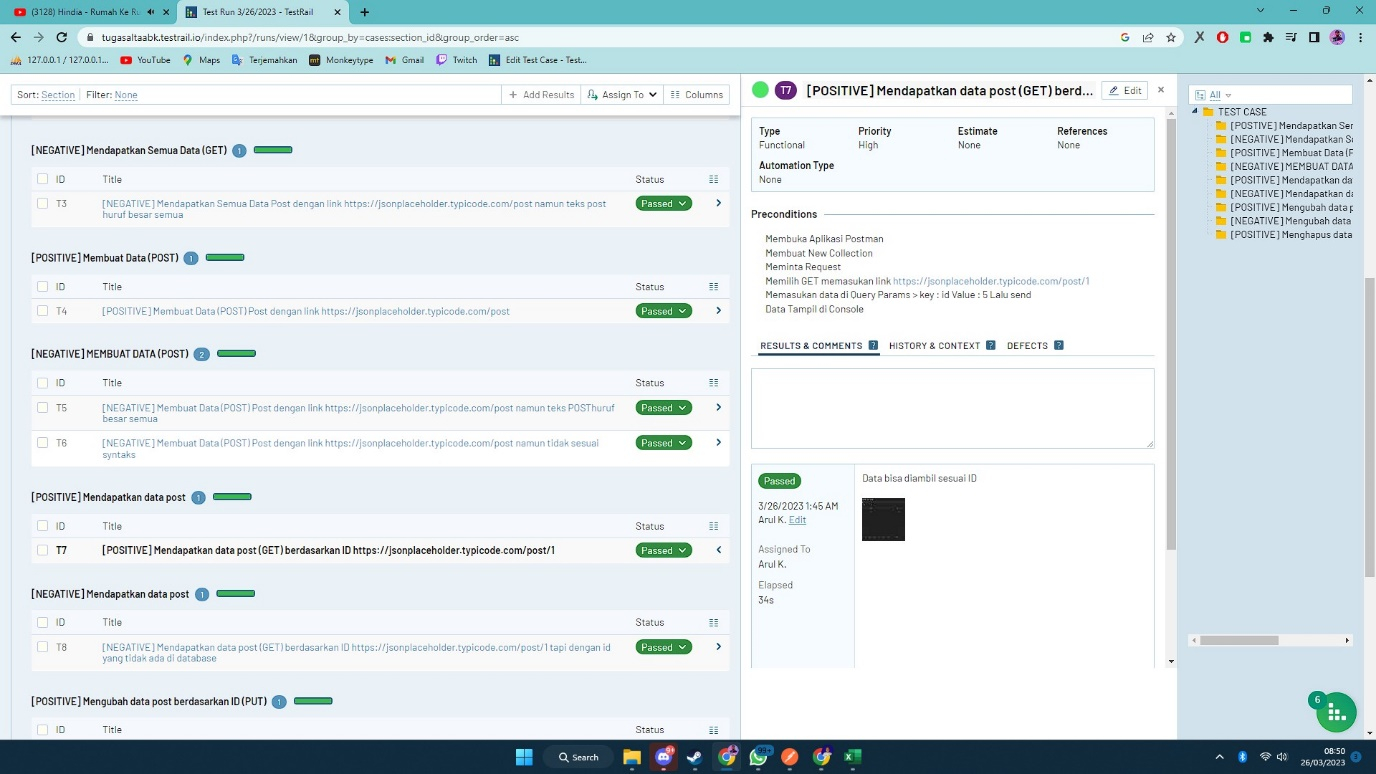 (3128) Hindia - Rumah Ke Ru
Test Run 3/26/2023 - TestRail
tugasaltaabk.testrail.io/index.php?/runs/view/1&group_by=cases:section_id&group_order=asc
127.0.0.1 / 127.0.0.1...
YouTube
Maps
Terjemahkan
mt Monkeytype
Gmail
Twitch
Edit Test Case - Test...
Sort: Section Filter: None
+ Add Results
Assign To
Columns
[NEGATIVE] Mendapatkan Semua Data (GET) 1
ID Title Status
T3 [NEGATIVE] Mendapatkan Semua Data Post dengan link https://jsonplaceholder.typicode.com/post namun teks post Passed
huruf besar semua
[POSITIVE] Membuat Data (POST) 1
ID Title Status
T4 [POSITIVE] Membuat Data (POST) Post dengan link https://jsonplaceholder.typicode.com/post Passed
[NEGATIVE] MEMBUAT DATA (POST) 2
ID Title Status
T5 [NEGATIVE] Membuat Data (POST) Post dengan link https://jsonplaceholder.typicode.com/post namun teks POSThuruf Passed
besar semua
T6 [NEGATIVE] Membuat Data (POST) Post dengan link https://jsonplaceholder.typicode.com/post namun tidak sesuai Passed
syntaks
[POSITIVE] Mendapatkan data post 1
ID Title Status
T7 [POSITIVE] Mendapatkan data post (GET) berdasarkan ID https://jsonplaceholder.typicode.com/post/1 Passed
[NEGATIVE] Mendapatkan data post 1
ID Title Status
T8 [NEGATIVE] Mendapatkan data post (GET) berdasarkan ID https://jsonplaceholder.typicode.com/post/1 tapi dengan id Passed
yang tidak ada di database
[POSITIVE] Mengubah data post berdasarkan ID (PUT) 1
ID Title Status
T7 [POSITIVE] Mendapatkan data post (GET) berd... Edit
Type Priority Estimate References
Functional High None None
Automation Type
None
Preconditions
Membuka Aplikasi Postman
Membuat New Collection
Meminta Request
Memilih GET memasukan link https://jsonplaceholder.typicode.com/post/1
Memasukan data di Query Params > key : id Value : 5 Lalu send
Data Tampil di Console
RESULTS & COMMENTS ? HISTORY & CONTEXT ? DEFECTS ?
Passed
3/26/2023 1:45 AM
Arul K. Edit
Assigned To
Arul K.
Elapsed
34s
Data bisa diambil sesuai ID
All
TEST CASE
[POSTIVE] Mendapatkan Ser
[NEGATIVE] Mendapatkan S
[POSITIVE] Membuat Data (F
[NEGATIVE] MEMBUAT DATA
[POSITIVE] Mendapatkan da
[NEGATIVE] Mendapatkan d
[POSITIVE] Mengubah data p
[NEGATIVE] Mengubah data
[POSITIVE] Menghapus data
6
Search
9+
99+
08:50
26/03/2023
3